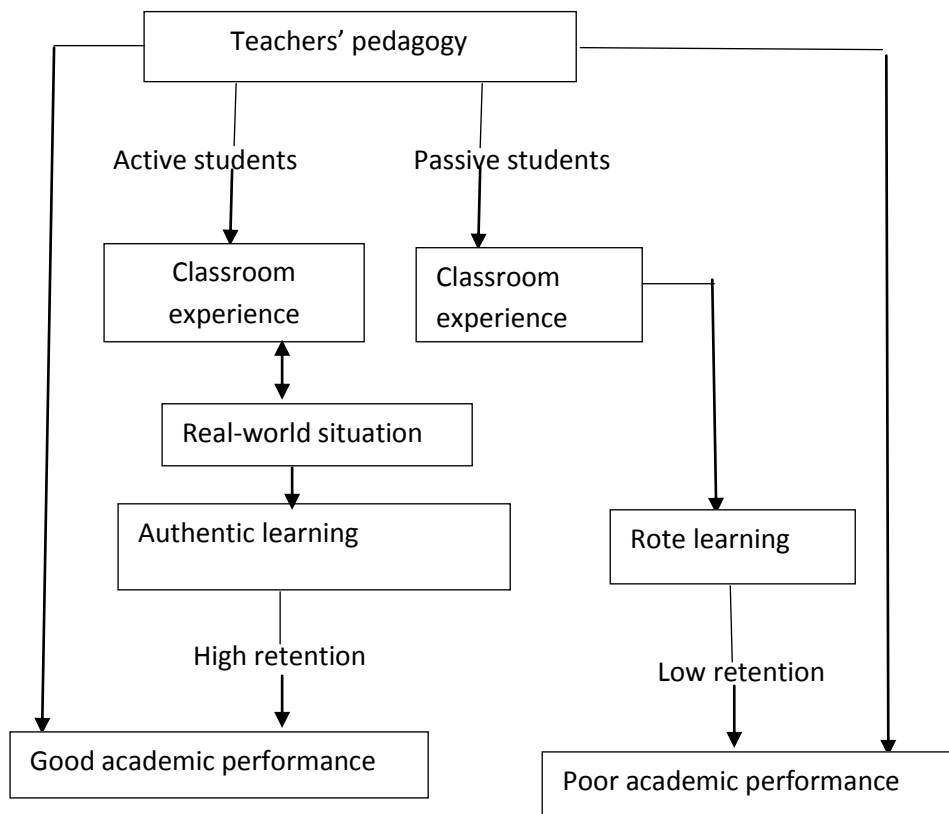 Teachers’ pedagogy
Active students
Passive students
Classroom
experience
Classroom
experience
Real-world situation
Authentic learning
Rote learning
High retention
Low retention
Good academic performance
Poor academic performance